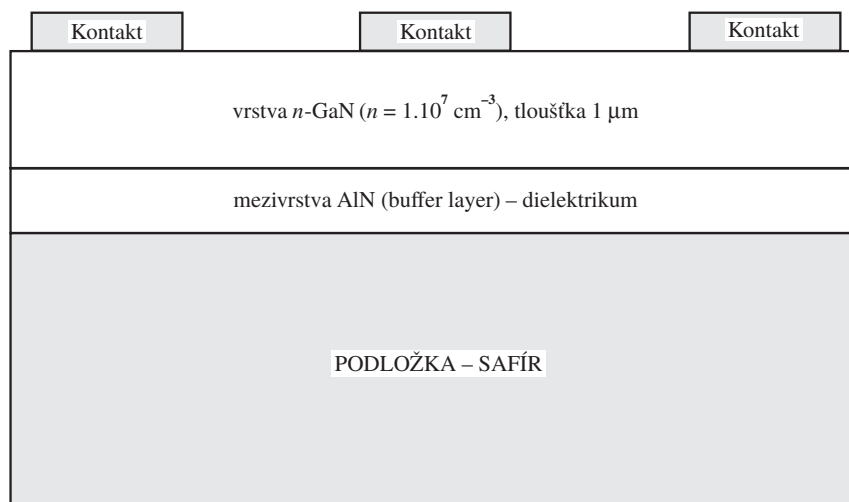 Kontakt Kontakt Kontakt
vrstva n-GaN (n = 1.10⁷ cm⁻³), tloušťka 1 μm
mezivrstva AlN (buffer layer) – dielektrikum
PODLOŽKA – SAFÍR